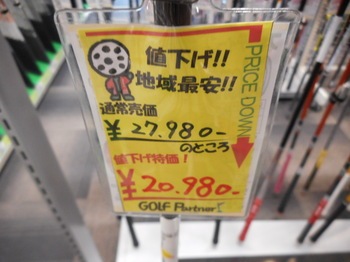 値下げ!!
地域最安!!
PRICE DOWN
通常売価
¥27.980-
のところ
値下げ特価!
¥20.980-
GOLF Partner